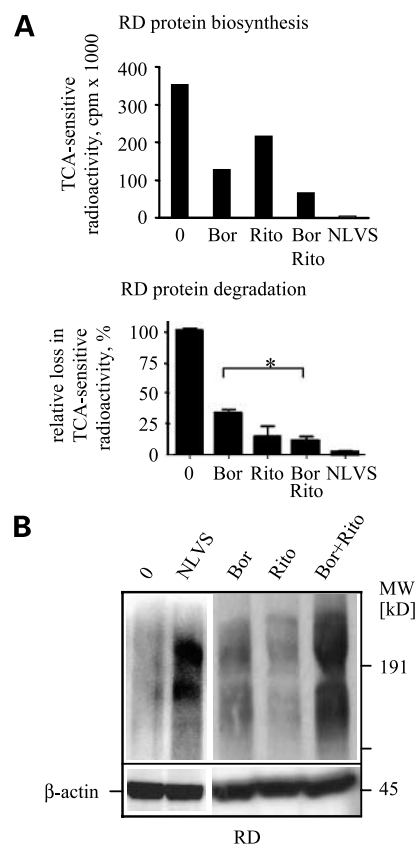 A
RD protein biosynthesis
TCA-sensitive
radioactivity, cpm x 1000
400
300
200
100
0
0 Bor Rito Bor NLVS
Rito
RD protein degradation
relative loss in
TCA-sensitive
radioactivity, %
100
75
50
25
0
*
0 Bor Rito Bor NLVS
Rito
B
0 NLVS Bor Rito Bor+Rito
MW
[kD]
191
β-actin
45
RD